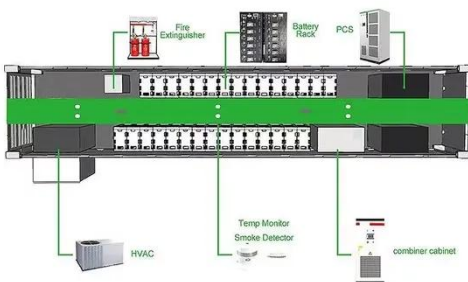 Fire
Extinguisher
Battery
Rack
PCS
HVAC
Temp Monitor
Smoke Detector
combiner cabinet